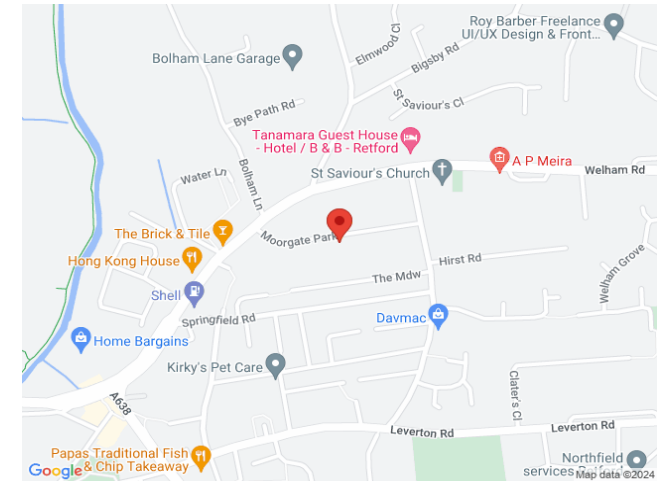 Roy Barber Freelance
UI/UX Design & Front...
Elmwood Cl
Bigsby Rd
Bolham Lane Garage
St Saviour's Cl
Bye Path Rd
Tanamara Guest House
- Hotel / B & B - Retford
A P Meira
Welham Rd
St Saviour's Church
Water Ln
Bolham Ln
The Brick & Tile
Moorgate Park
Hong Kong House
Hirst Rd
The Mdw
Welham Grove
Shell
Springfield Rd
Davmac
Home Bargains
Kirky's Pet Care
Clater's Cl
A638
Leverton Rd
Leverton Rd
Papas Traditional Fish
& Chip Takeaway
Northfield
services Retford
Google
Map data ©2024